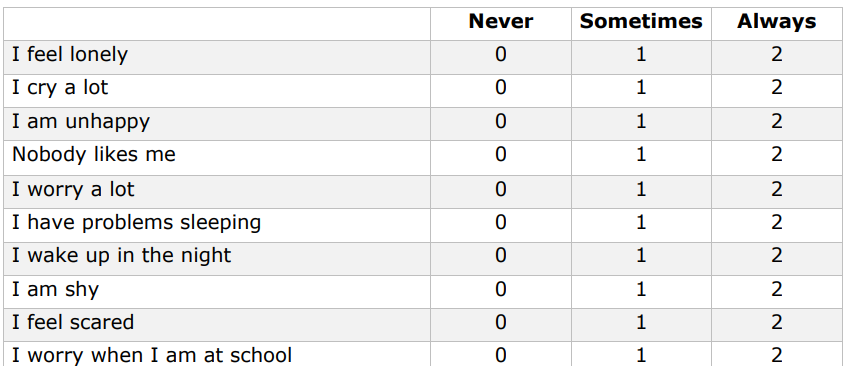 Never Sometimes Always
I feel lonely 0 1 2
I cry a lot 0 1 2
I am unhappy 0 1 2
Nobody likes me 0 1 2
I worry a lot 0 1 2
I have problems sleeping 0 1 2
I wake up in the night 0 1 2
I am shy 0 1 2
I feel scared 0 1 2
I worry when I am at school 0 1 2